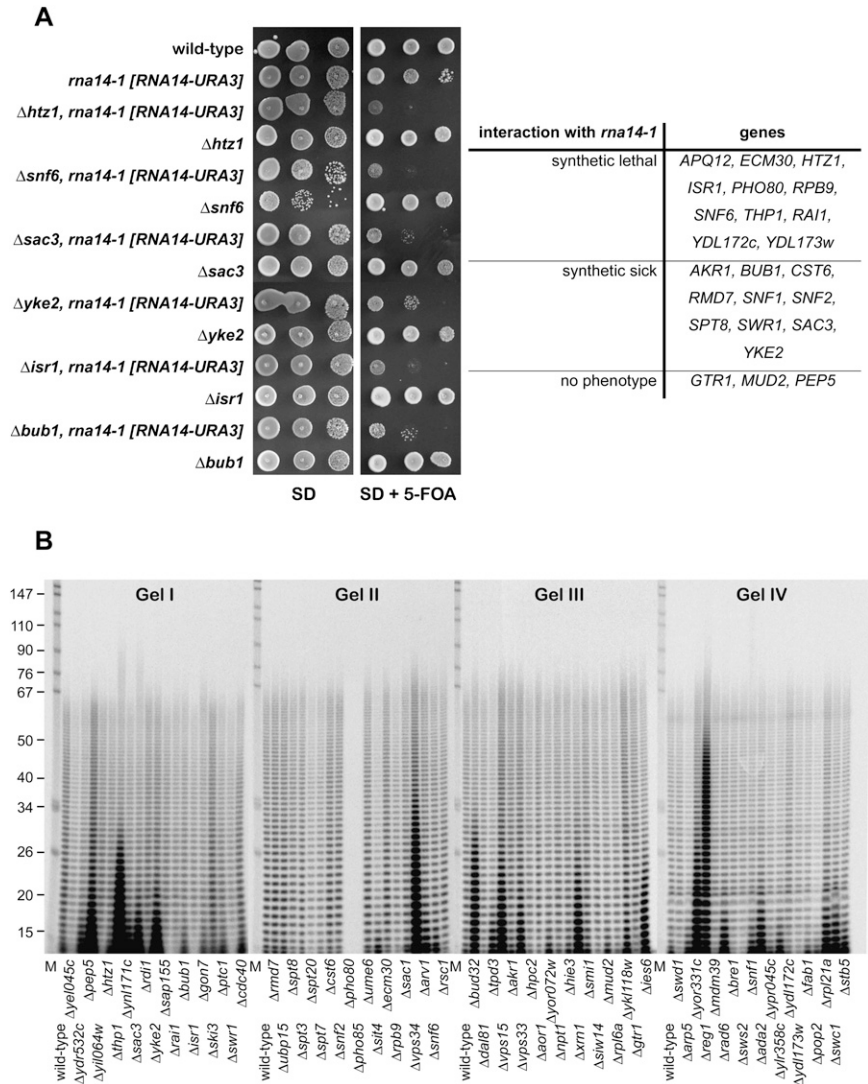 A
wild-type
rna14-1 [RNA14-URA3]
Δhtz1, rna14-1 [RNA14-URA3]
Δhtz1
Δsnf6, rna14-1 [RNA14-URA3]
Δsnf6
Δsac3, rna14-1 [RNA14-URA3]
Δsac3
Δyke2, rna14-1 [RNA14-URA3]
Δyke2
Δisr1, rna14-1 [RNA14-URA3]
Δisr1
Δbub1, rna14-1 [RNA14-URA3]
Δbub1
SD SD + 5-FOA
interaction with rna14-1 genes
synthetic lethal APQ12, ECM30, HTZ1,
ISR1, PHO80, RPB9,
SNF6, THP1, RAI1,
YDL172c, YDL173w
synthetic sick AKR1, BUB1, CST6,
RMD7, SNF1, SNF2,
SPT8, SWR1, SAC3,
YKE2
no phenotype GTR1, MUD2, PEP5
B
Gel I Gel II Gel III Gel IV
147
110
90
76
67
50
40
34
26
20
15
M Δyel045c Δpep5 Δhtz1 Δynl171c Δrdi1 Δsap155 Δbub1 Δgon7 Δptc1 Δcdc40
wild-type Δydr532c Δyil064w Δthp1 Δsac3 Δyke2 Δrai1 Δisr1 Δski3 Δswr1
M Δrmd7 Δspt8 Δspt20 Δcst6 Δpho80 Δume6 Δecm30 Δsac1 Δarv1 Δrsc1
wild-type Δubp15 Δspt3 Δspt7 Δsnf2 Δpho85 Δsit4 Δrpb9 Δvps34 Δsnf6
M Δbud32 Δtpd3 Δakr1 Δhpc2 Δyor072w Δhie3 Δsmi1 Δmud2 Δykl118w Δies6
wild-type Δdal81 Δvps15 Δvps33 Δaor1 Δnpt1 Δxrn1 Δsiw14 Δrpl6a Δgtr1
M Δswd1 Δyor331c Δmdm39 Δbre1 Δsnf1 Δypr045c Δydl172c Δfab1 Δrpl21a Δstb5
wild-type Δarp5 Δreg1 Δrad6 Δsws2 Δada2 Δylr358c Δydl173w Δpop2 Δswc1